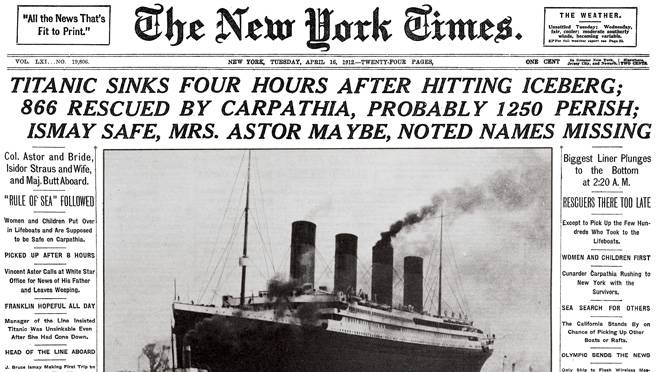 "All the News That's
Fit to Print."
The New York Times.
THE WEATHER.
Unsettled Tuesday; Wednesday,
fair, cooler; moderate southerly
winds, becoming variable.
VOL. LXI...NO. 19,806.
NEW YORK, TUESDAY, APRIL 16, 1912.—TWENTY-FOUR PAGES,
ONE CENT
In Greater New York,
Jersey City, and Newark.
Elsewhere,
TWO CENTS.
TITANIC SINKS FOUR HOURS AFTER HITTING ICEBERG;
866 RESCUED BY CARPATHIA, PROBABLY 1250 PERISH;
ISMAY SAFE, MRS. ASTOR MAYBE, NOTED NAMES MISSING
Col. Astor and Bride,
Isidor Straus and Wife,
and Maj. Butt Aboard.
"RULE OF SEA" FOLLOWED
Women and Children Put Over
in Lifeboats and Are Supposed
to be Safe on Carpathia.
PICKED UP AFTER 8 HOURS
Vincent Astor Calls at White Star
Office for News of His Father
and Leaves Weeping.
FRANKLIN HOPEFUL ALL DAY
Manager of the Line Insisted
Titanic Was Unsinkable Even
After She Had Gone Down.
HEAD OF THE LINE ABOARD
J. Bruce Ismay Making First Trip on
Biggest Liner Plunges
to the Bottom
at 2:20 A. M.
RESCUERS THERE TOO LATE
Except to Pick Up the Few Hun-
dreds Who Took to the
Lifeboats.
WOMEN AND CHILDREN FIRST
Cunarder Carpathia Rushing to
New York with the
Survivors.
SEA SEARCH FOR OTHERS
The California Stands By on
Chance of Picking Up Other
Boats or Rafts.
OLYMPIC SENDS THE NEWS
Only Ship to Flash Wireless Mes-